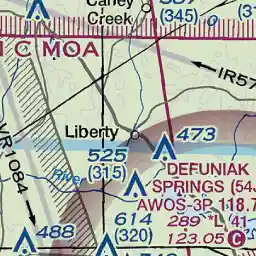 Caney
Creek
(345)
N C MOA
IR57
Liberty
473
525
(315)
VR1084
River
DEFUNIAK
SPRINGS (54J
AWOS-3P 118.7
614
289 *L 41
488
(320)
123.05 C